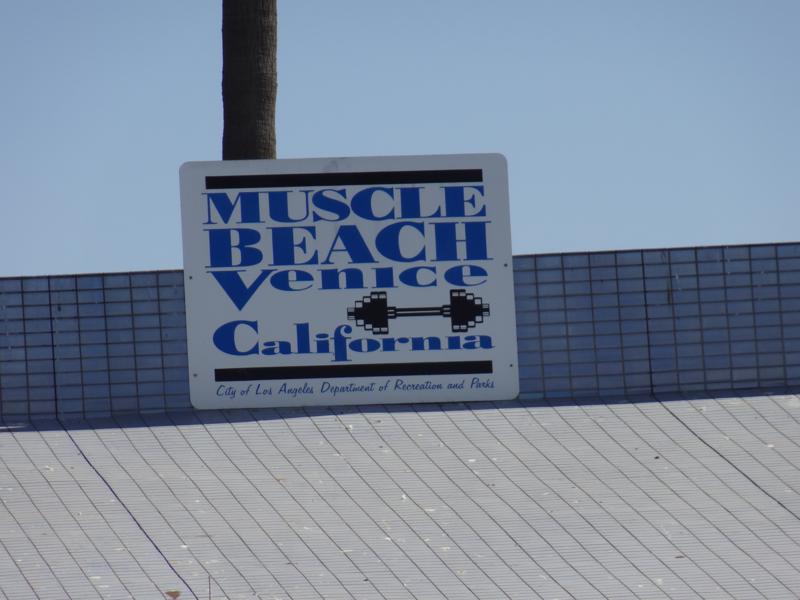 MUSCLE
BEACH
Venice
California
City of Los Angeles Department of Recreation and Parks